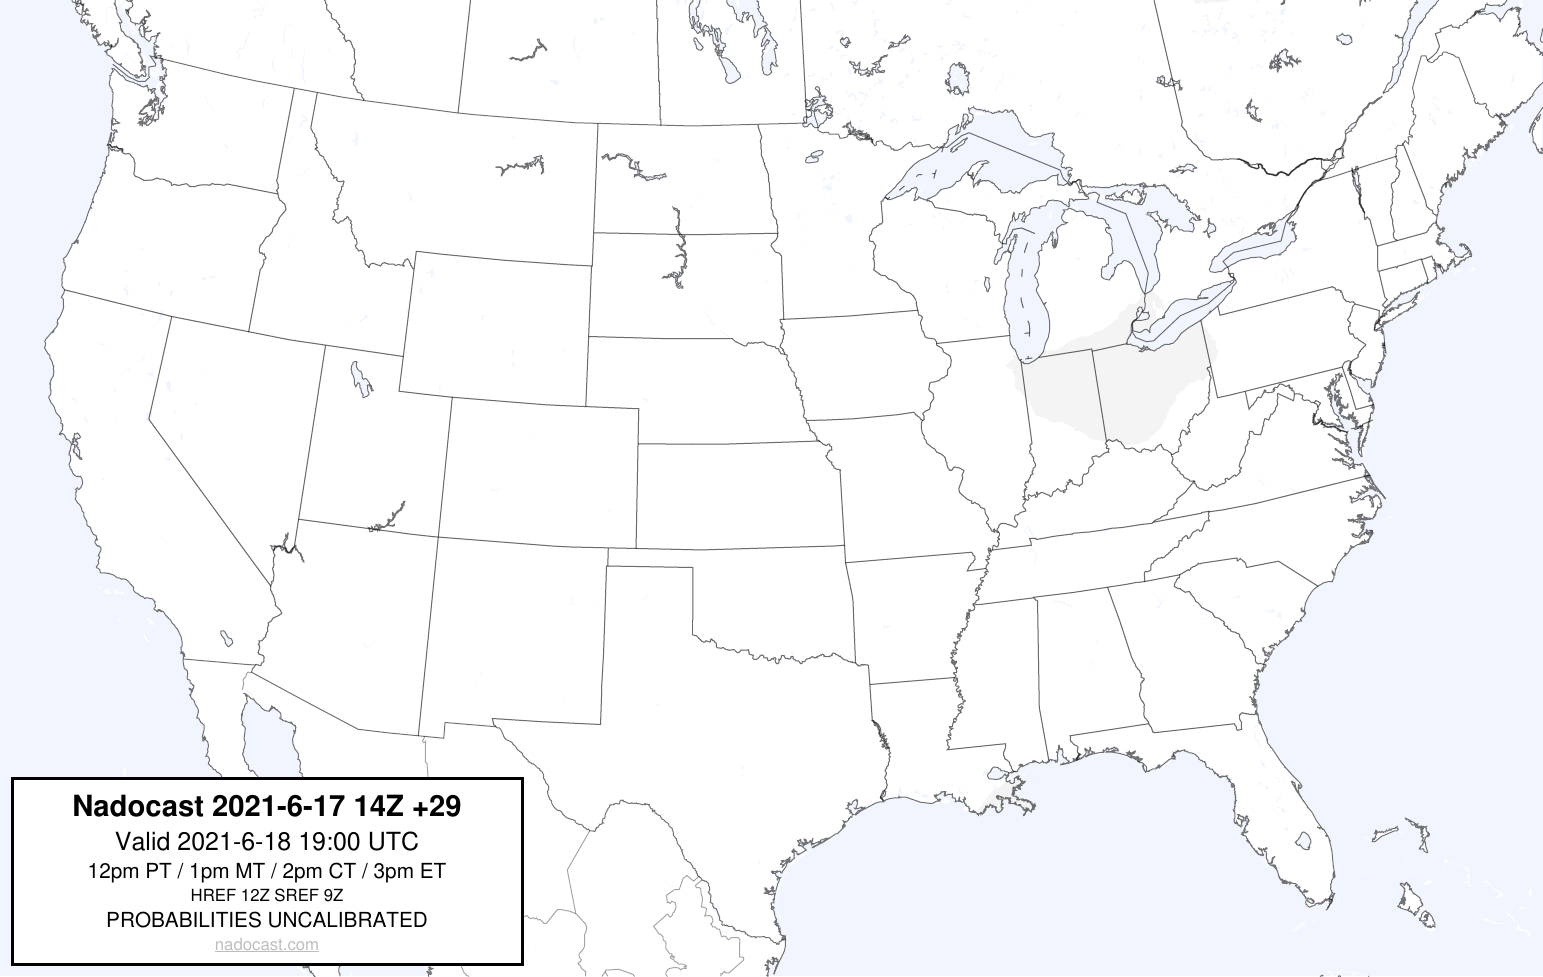 Nadocast 2021-6-17 14Z +29
Valid 2021-6-18 19:00 UTC
12pm PT / 1pm MT / 2pm CT / 3pm ET
HREF 12Z SREF 9Z
PROBABILITIES UNCALIBRATED
nadocast.com